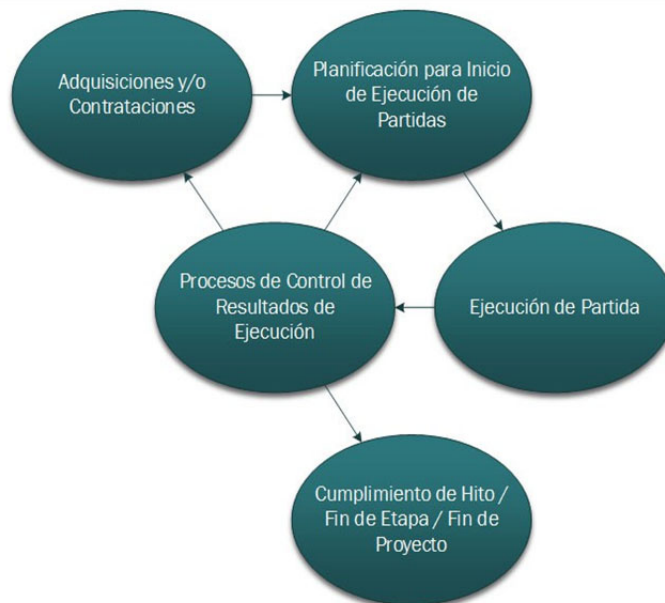 Adquisiciones y/o
Contrataciones
Planificación para Inicio
de Ejecución de
Partidas
Procesos de Control de
Resultados de
Ejecución
Ejecución de Partida
Cumplimiento de Hito /
Fin de Etapa / Fin de
Proyecto